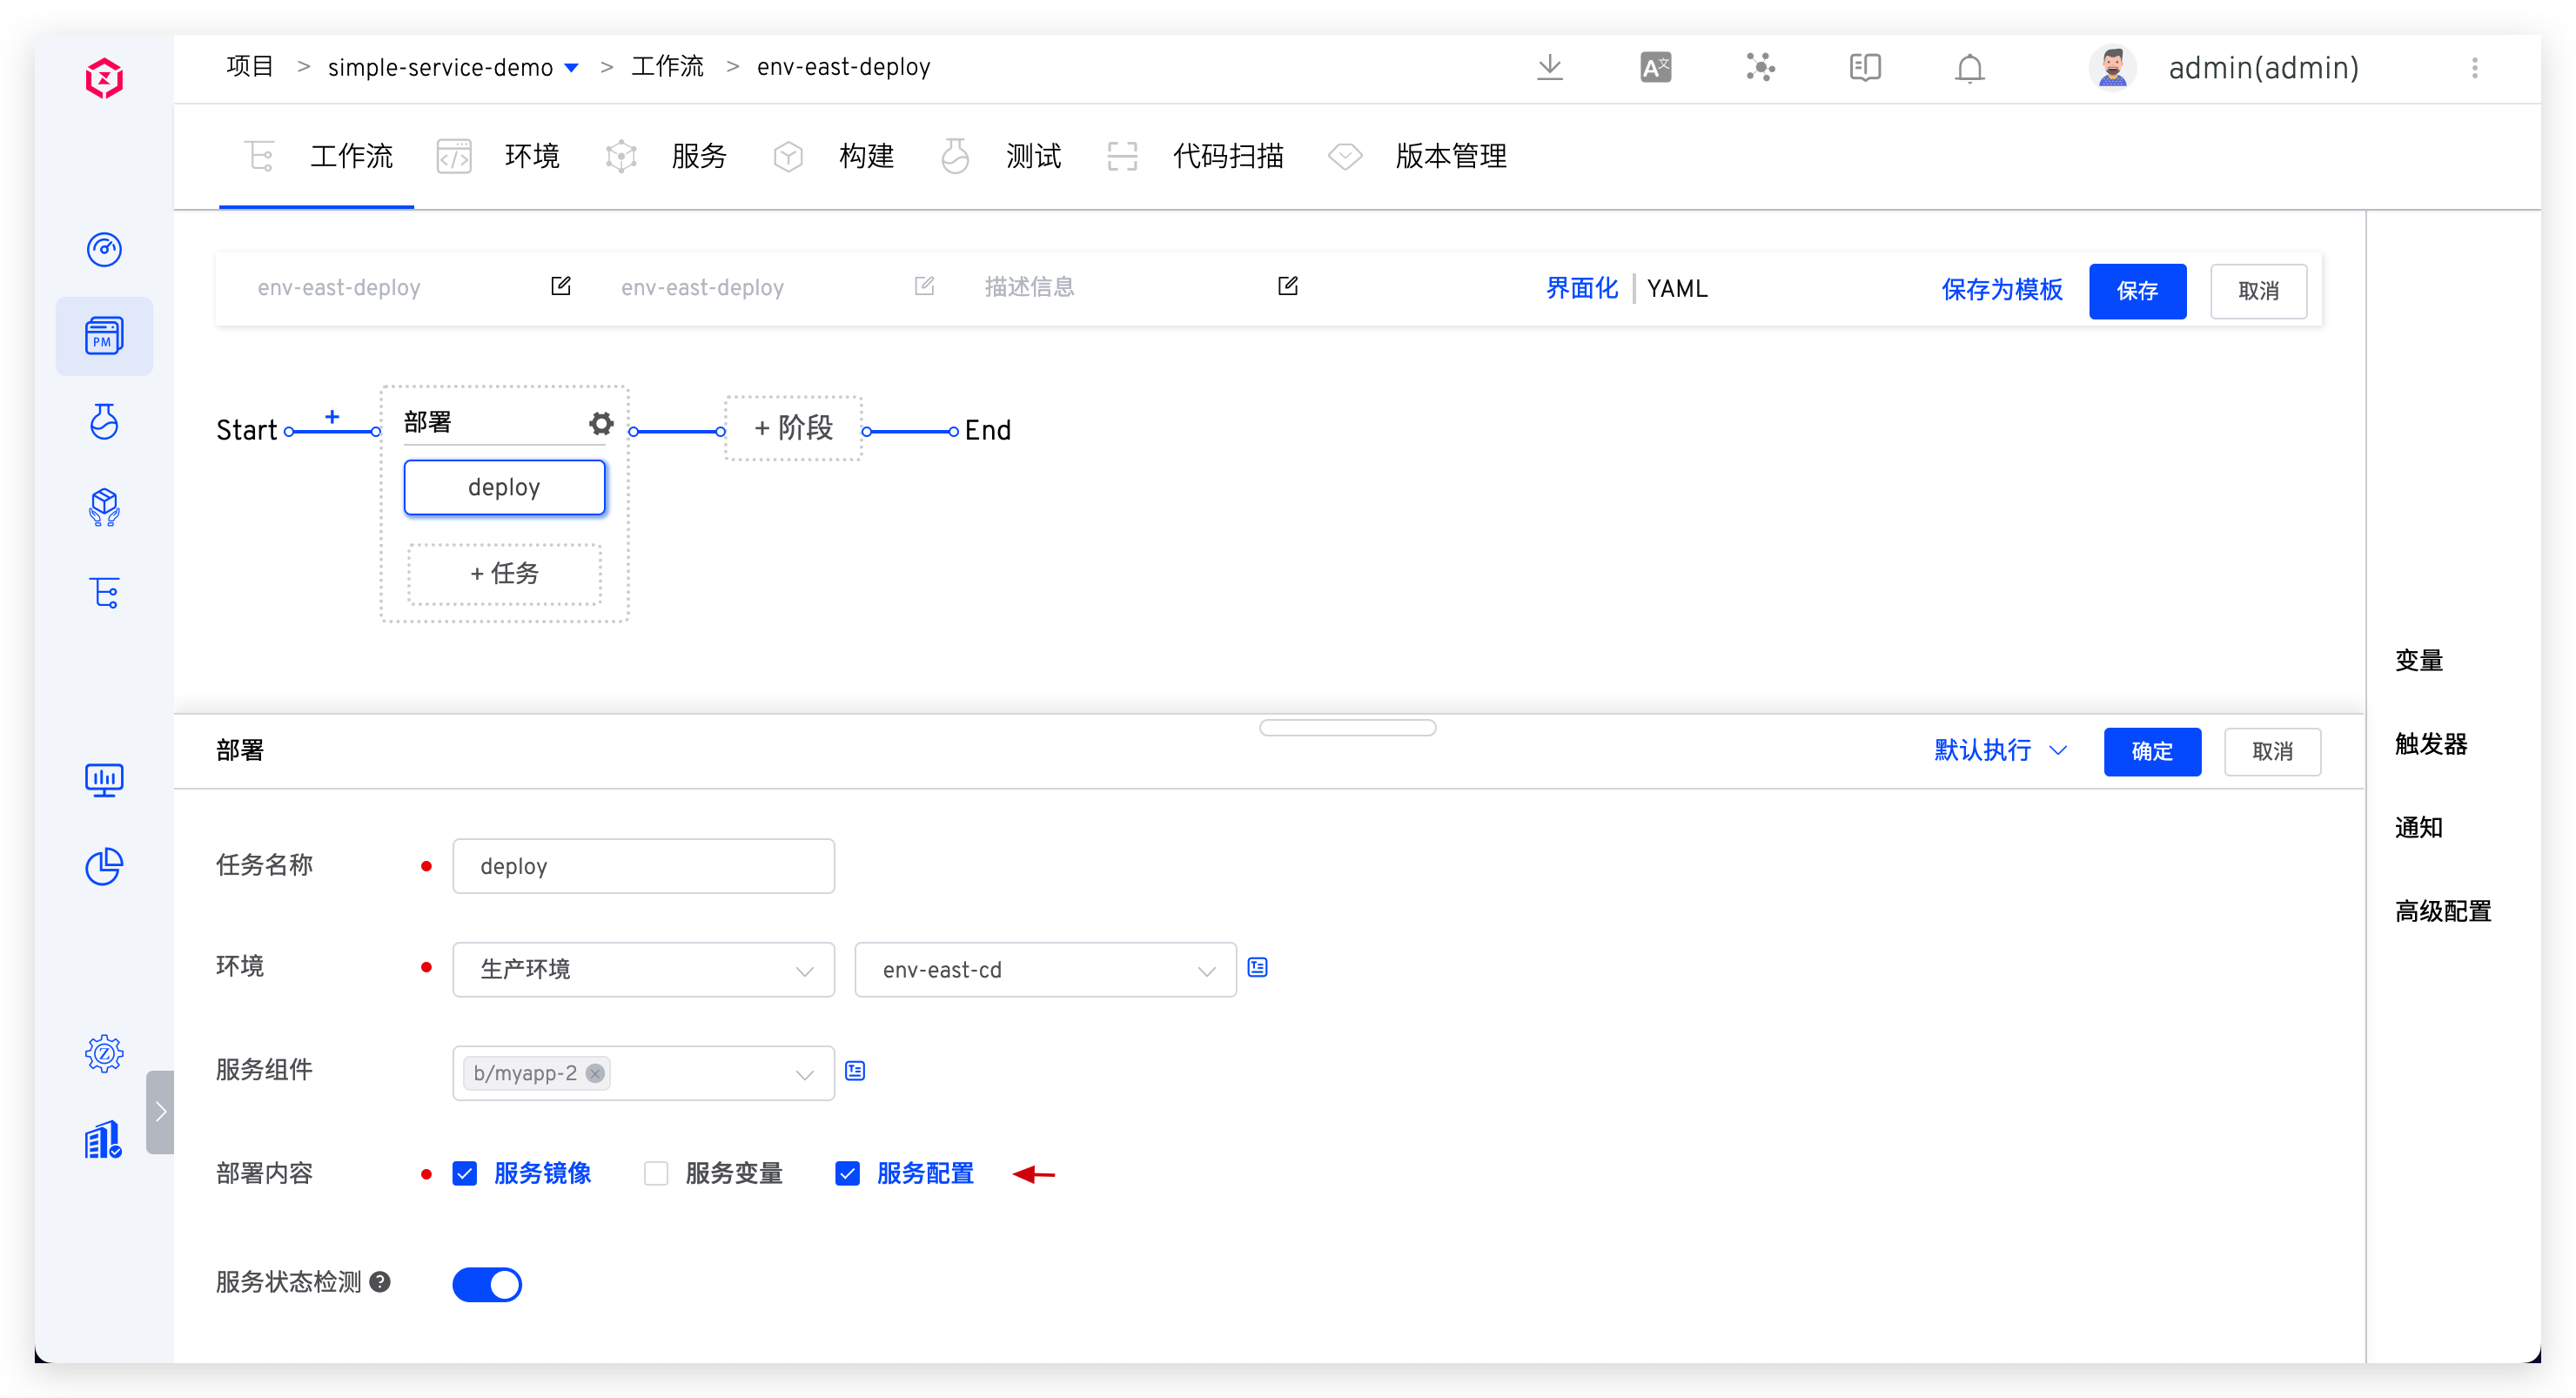 项目 > simple-service-demo > 工作流 > env-east-deploy
A文
admin(admin)
工作流 环境 服务 构建 测试 代码扫描 版本管理
env-east-deploy env-east-deploy 描述信息 界面化 | YAML 保存为模板 保存 取消
PM
Start + 部署 + 阶段 End
deploy
+ 任务
变量
触发器
通知
高级配置
部署 默认执行 确定 取消
任务名称 deploy
环境 生产环境 env-east-cd
服务组件 b/myapp-2
部署内容 服务镜像 服务变量 服务配置
服务状态检测 ?